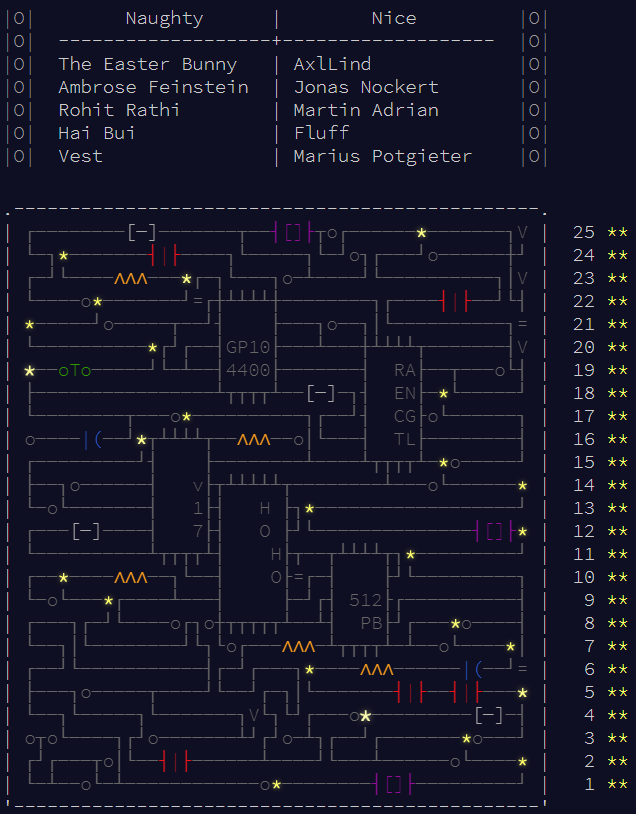 Naughty | Nice
The Easter Bunny | AxlLind
Ambrose Feinstein | Jonas Nockert
Rohit Rathi | Martin Adrian
Hai Bui | Fluff
Vest | Marius Potgieter
25 **
24 **
23 **
22 **
21 **
GP10 20 **
4400 RA 19 **
EN 18 **
CG 17 **
TL 16 **
15 **
V 14 **
1 H 13 **
7 O 12 **
H 11 **
O 10 **
512 9 **
PB 8 **
7 **
6 **
5 **
4 **
3 **
2 **
1 **